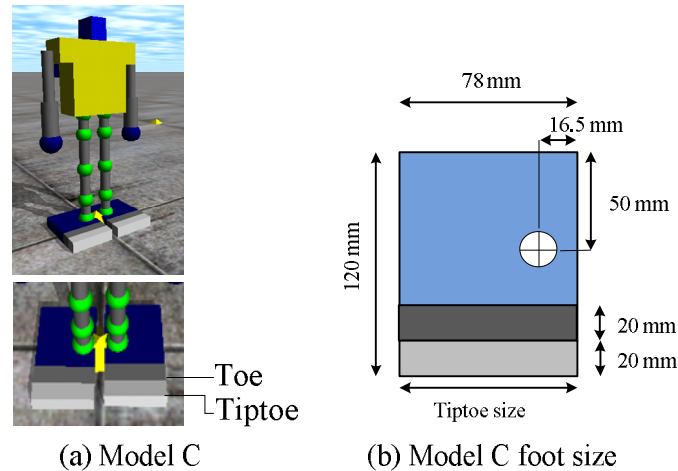 Toe
Tiptoe
(a) Model C
78 mm
16.5 mm
50 mm
120 mm
20 mm
20 mm
Tiptoe size
(b) Model C foot size